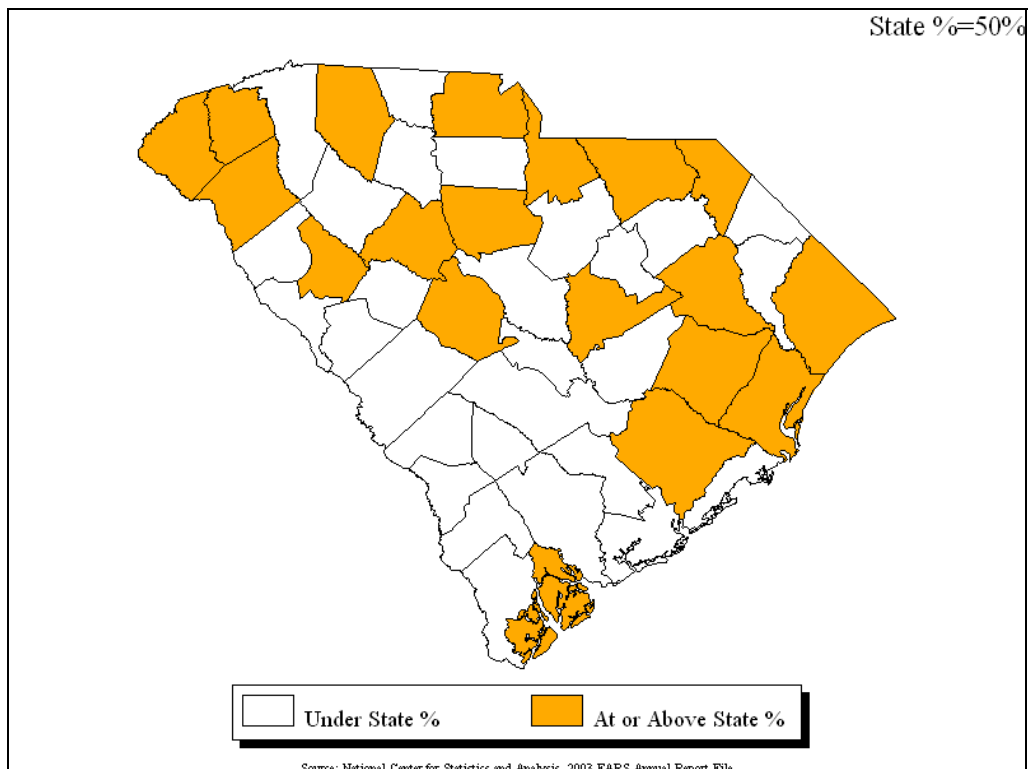 State %=50%
Under State %
At or Above State %
Source: National Center for Statistics and Analysis, 2003 FARS Annual Report File